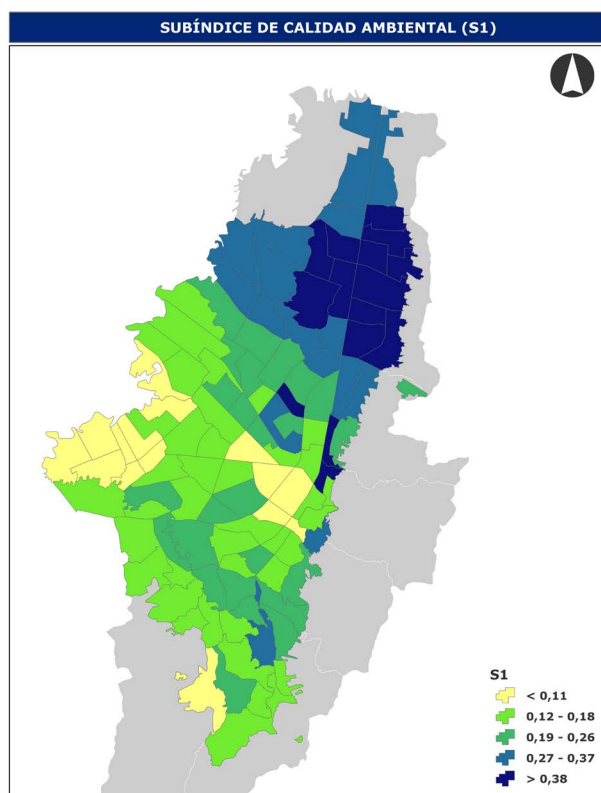 SUBÍNDICE DE CALIDAD AMBIENTAL (S1)
S1
< 0,11
0,12 - 0,18
0,19 - 0,26
0,27 - 0,37
> 0,38